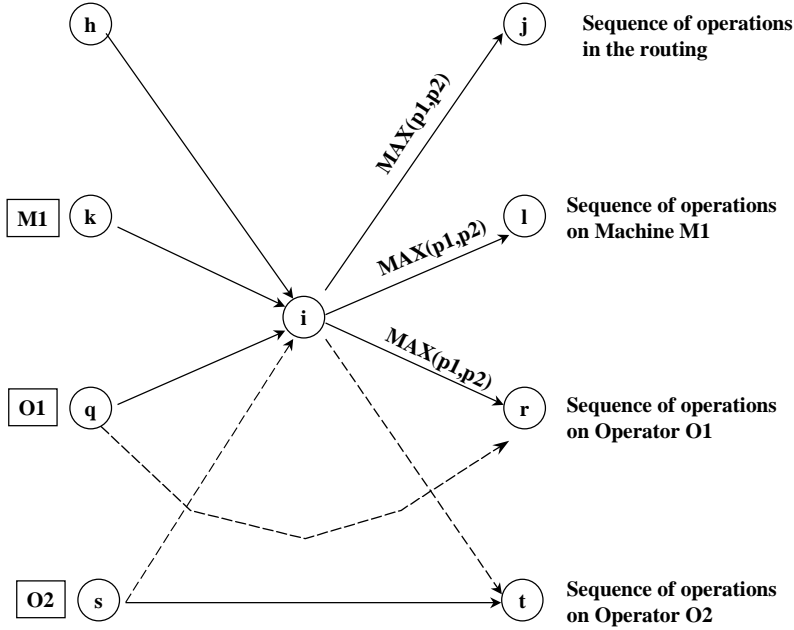 h
j
Sequence of operations
in the routing
MAX(p1,p2)
M1
k
l
Sequence of operations
on Machine M1
MAX(p1,p2)
i
MAX(p1,p2)
O1
q
r
Sequence of operations
on Operator O1
O2
s
t
Sequence of operations
on Operator O2